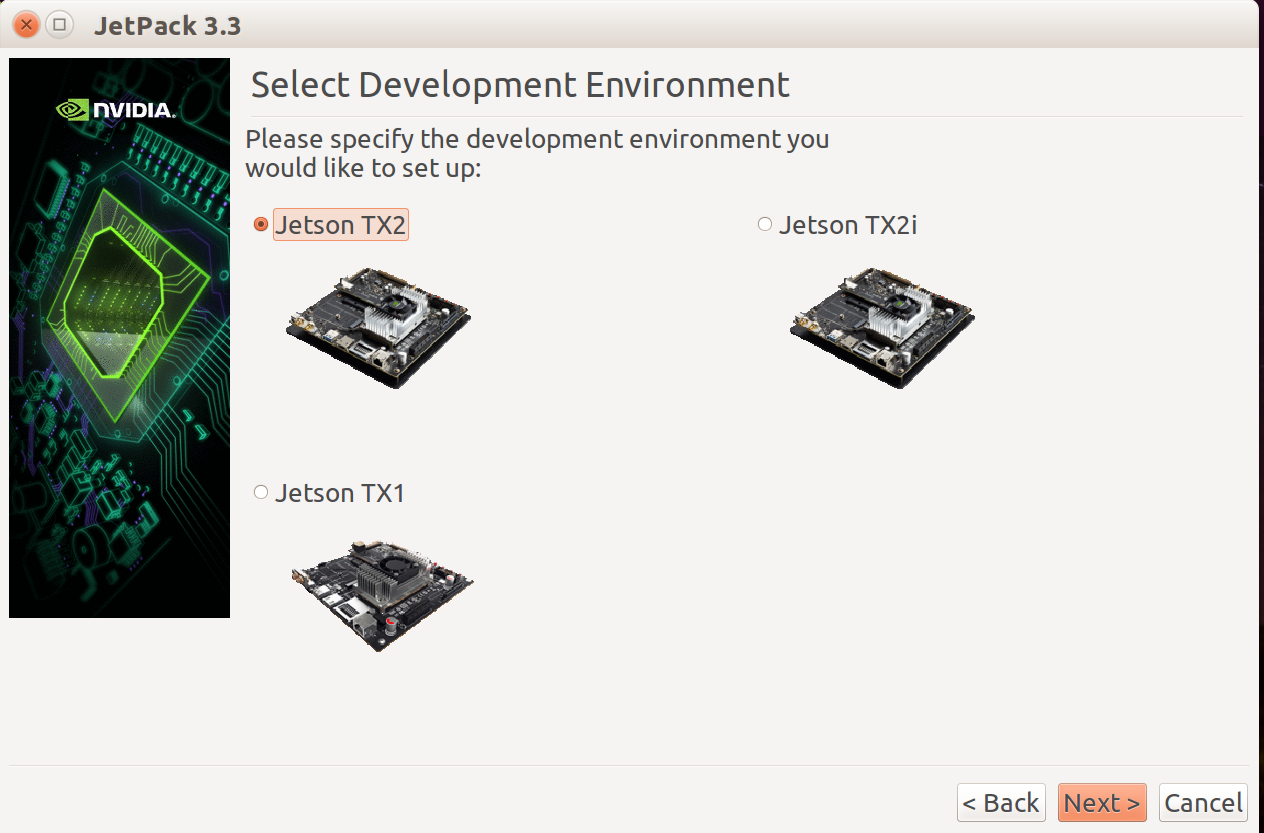 JetPack 3.3
NVIDIA.
Select Development Environment
Please specify the development environment you
would like to set up:
Jetson TX2
Jetson TX2i
Jetson TX1
< Back
Next >
Cancel